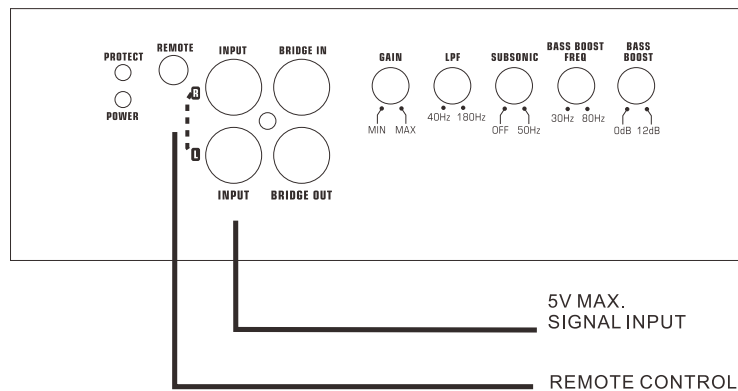 PROTECT
POWER
REMOTE
INPUT
BRIDGE IN
R
L
INPUT
BRIDGE OUT
GAIN
MIN MAX
LPF
40Hz 180Hz
SUBSONIC
OFF 50Hz
BASS BOOST
FREQ
30Hz 80Hz
BASS
BOOST
0dB 12dB
5V MAX.
SIGNAL INPUT
REMOTE CONTROL